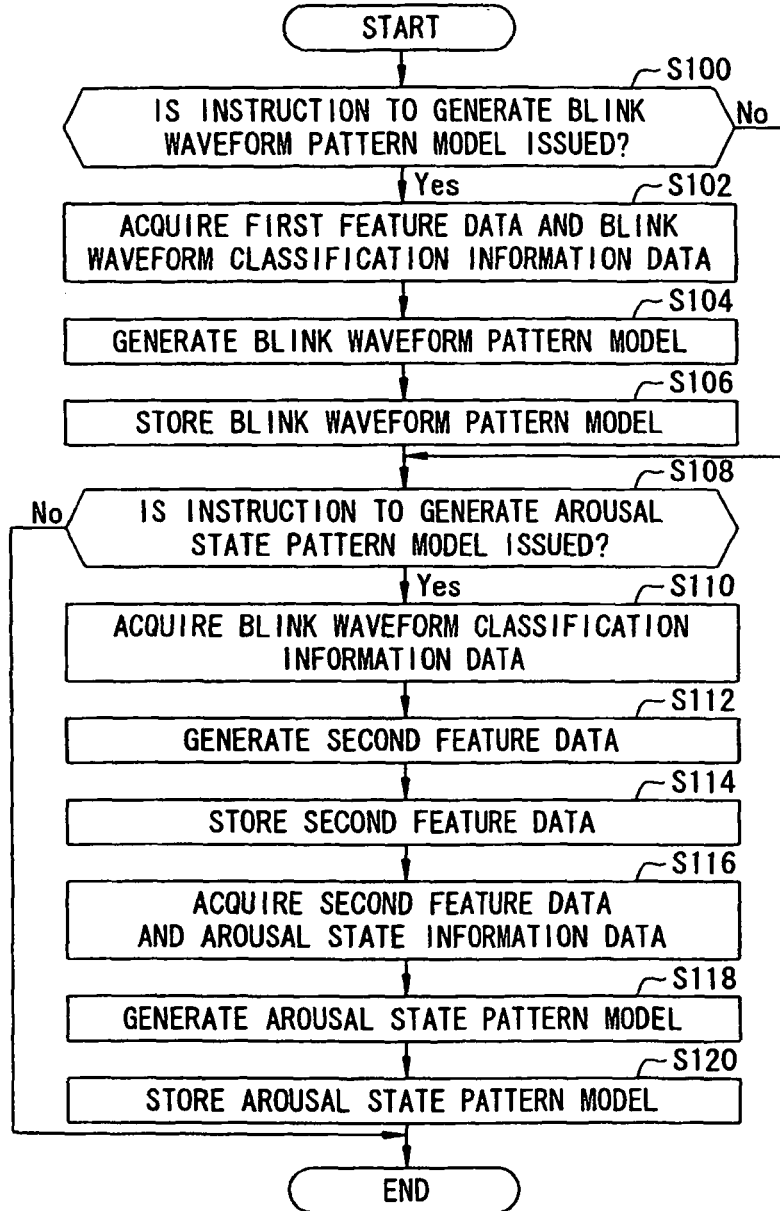 START
S100
IS INSTRUCTION TO GENERATE BLINK
WAVEFORM PATTERN MODEL ISSUED?
No
Yes
S102
ACQUIRE FIRST FEATURE DATA AND BLINK
WAVEFORM CLASSIFICATION INFORMATION DATA
S104
GENERATE BLINK WAVEFORM PATTERN MODEL
S106
STORE BLINK WAVEFORM PATTERN MODEL
S108
No
IS INSTRUCTION TO GENERATE AROUSAL
STATE PATTERN MODEL ISSUED?
Yes
S110
ACQUIRE BLINK WAVEFORM CLASSIFICATION
INFORMATION DATA
S112
GENERATE SECOND FEATURE DATA
S114
STORE SECOND FEATURE DATA
S116
ACQUIRE SECOND FEATURE DATA
AND AROUSAL STATE INFORMATION DATA
S118
GENERATE AROUSAL STATE PATTERN MODEL
S120
STORE AROUSAL STATE PATTERN MODEL
END